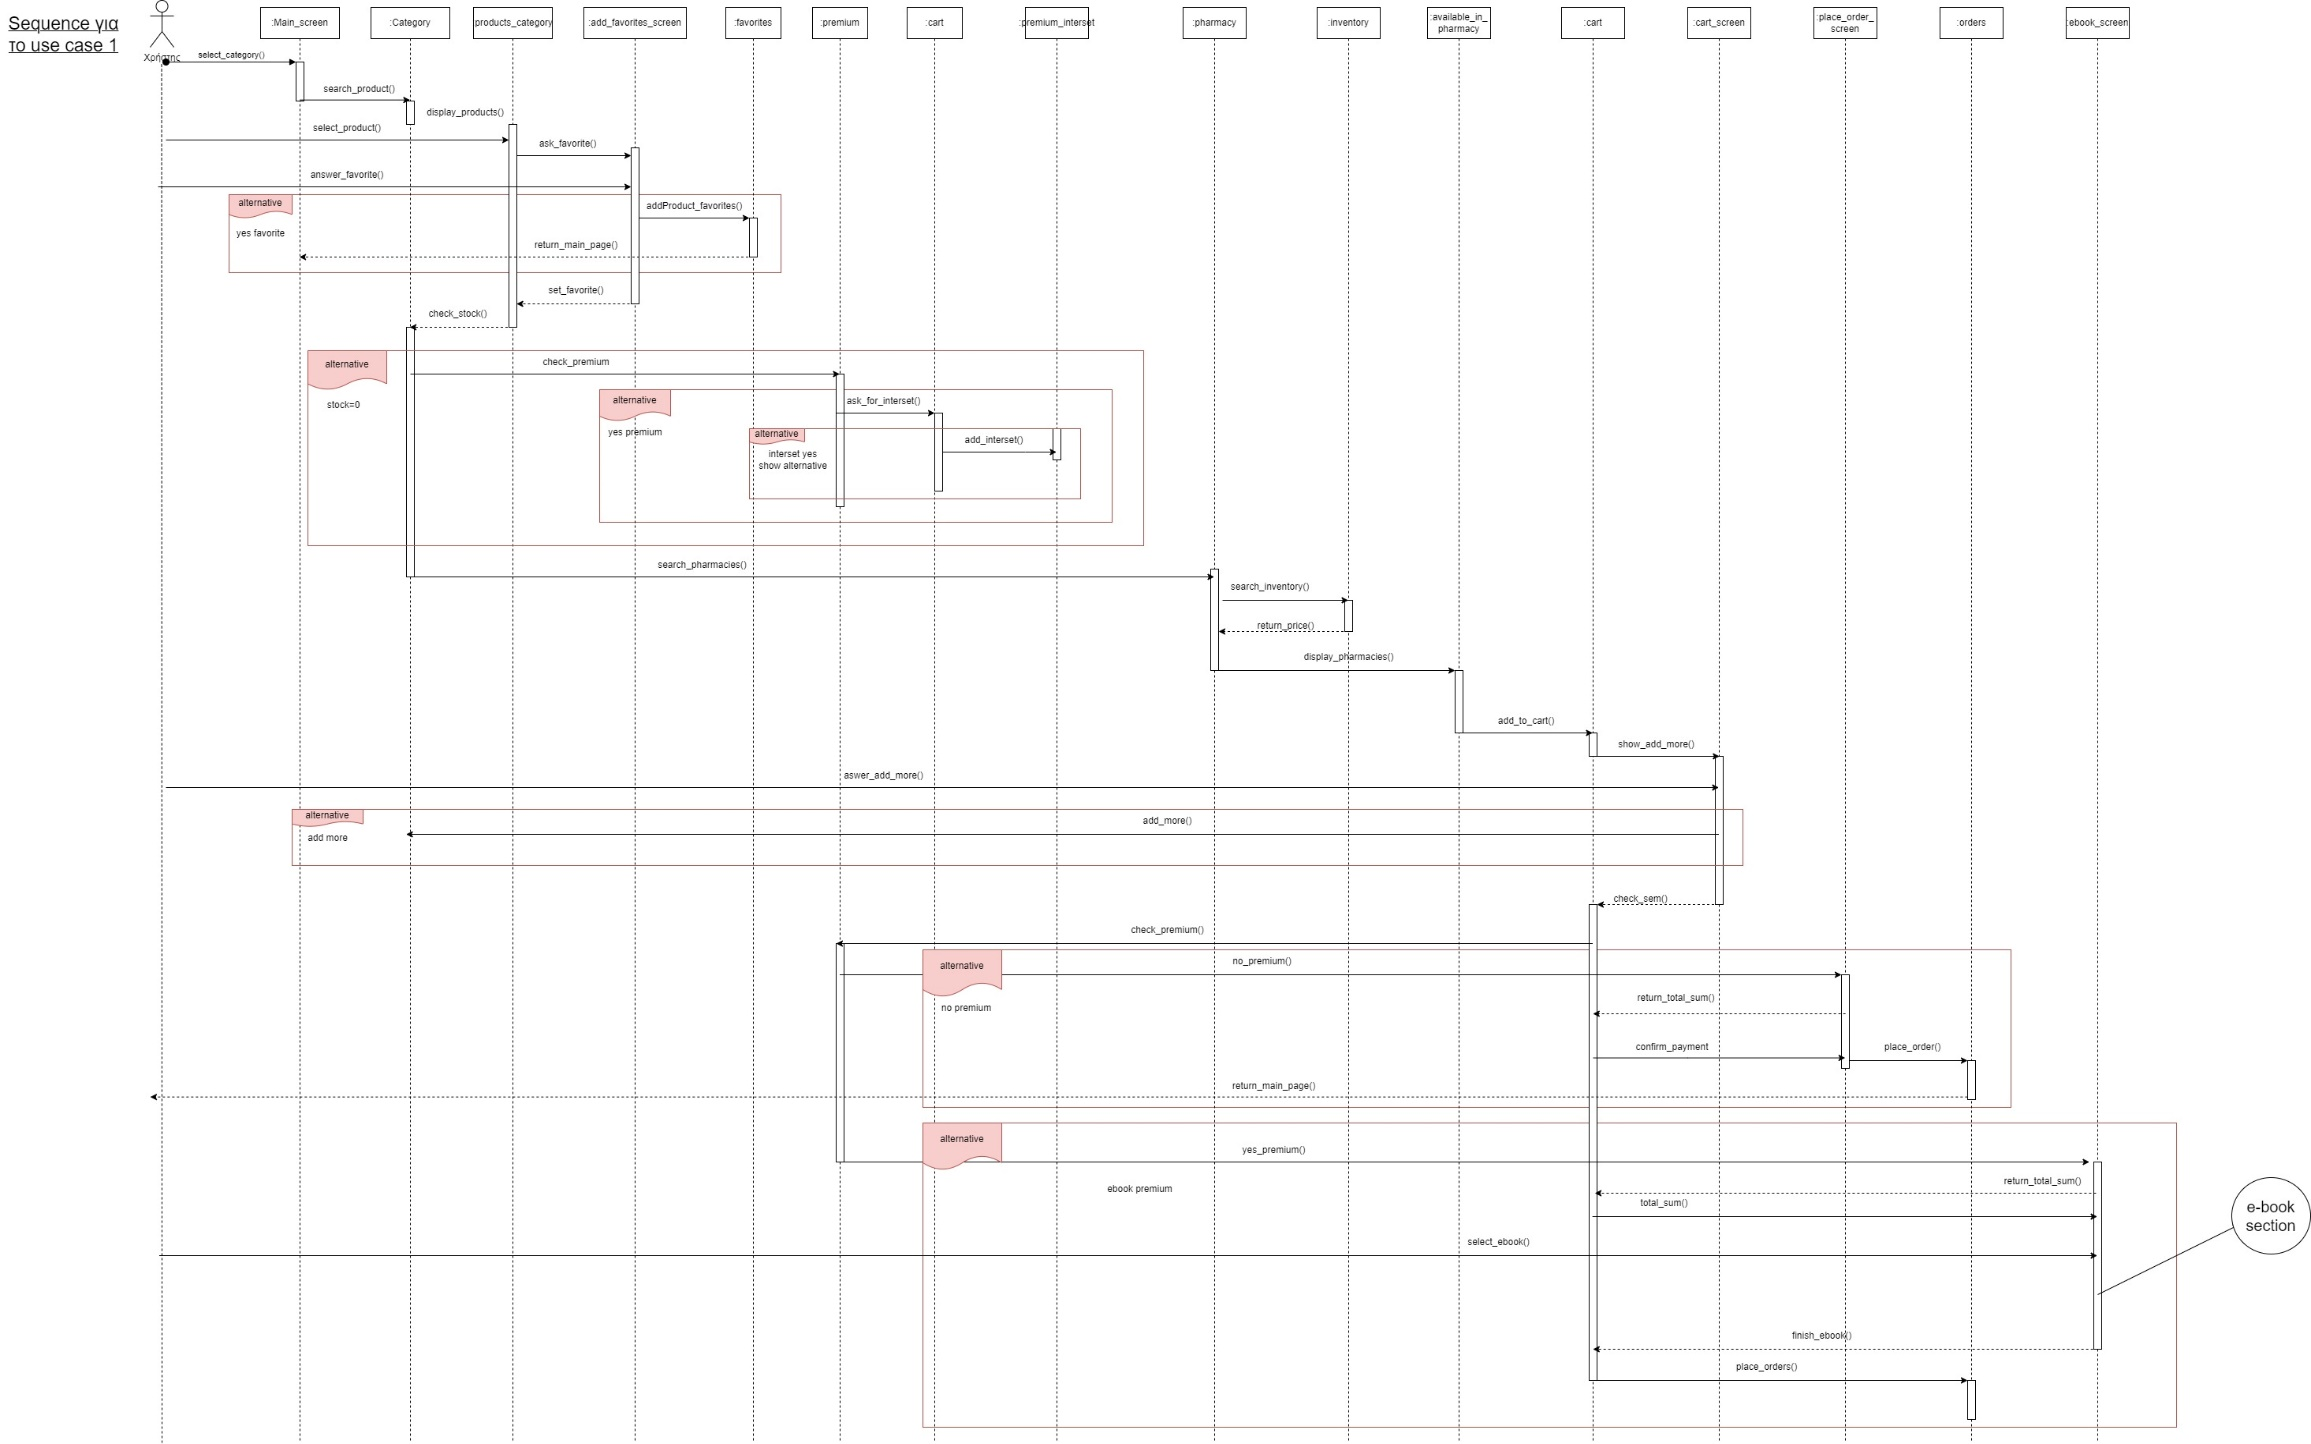 Sequence για
το use case 1
Χρήστης
:Main_screen
:Category
products_category
:add_favorites_screen
:favorites
:premium
:cart
:premium_interset
:pharmacy
:inventory
:available_in_
pharmacy
:cart
:cart_screen
:place_order_
screen
:orders
:ebook_screen
select_category()
search_product()
display_products()
select_product()
ask_favorite()
answer_favorite()
alternative
yes favorite
addProduct_favorites()
return_main_page()
set_favorite()
check_stock()
alternative
stock=0
check_premium
alternative
yes premium
ask_for_interset()
alternative
interset yes
show alternative
add_interset()
search_pharmacies()
search_inventory()
return_price()
display_pharmacies()
add_to_cart()
show_add_more()
aswer_add_more()
alternative
add more
add_more()
check_sem()
check_premium()
alternative
no premium
no_premium()
return_total_sum()
confirm_payment
place_order()
return_main_page()
alternative
yes_premium()
ebook premium
return_total_sum()
total_sum()
e-book
section
select_ebook()
finish_ebook()
place_orders()